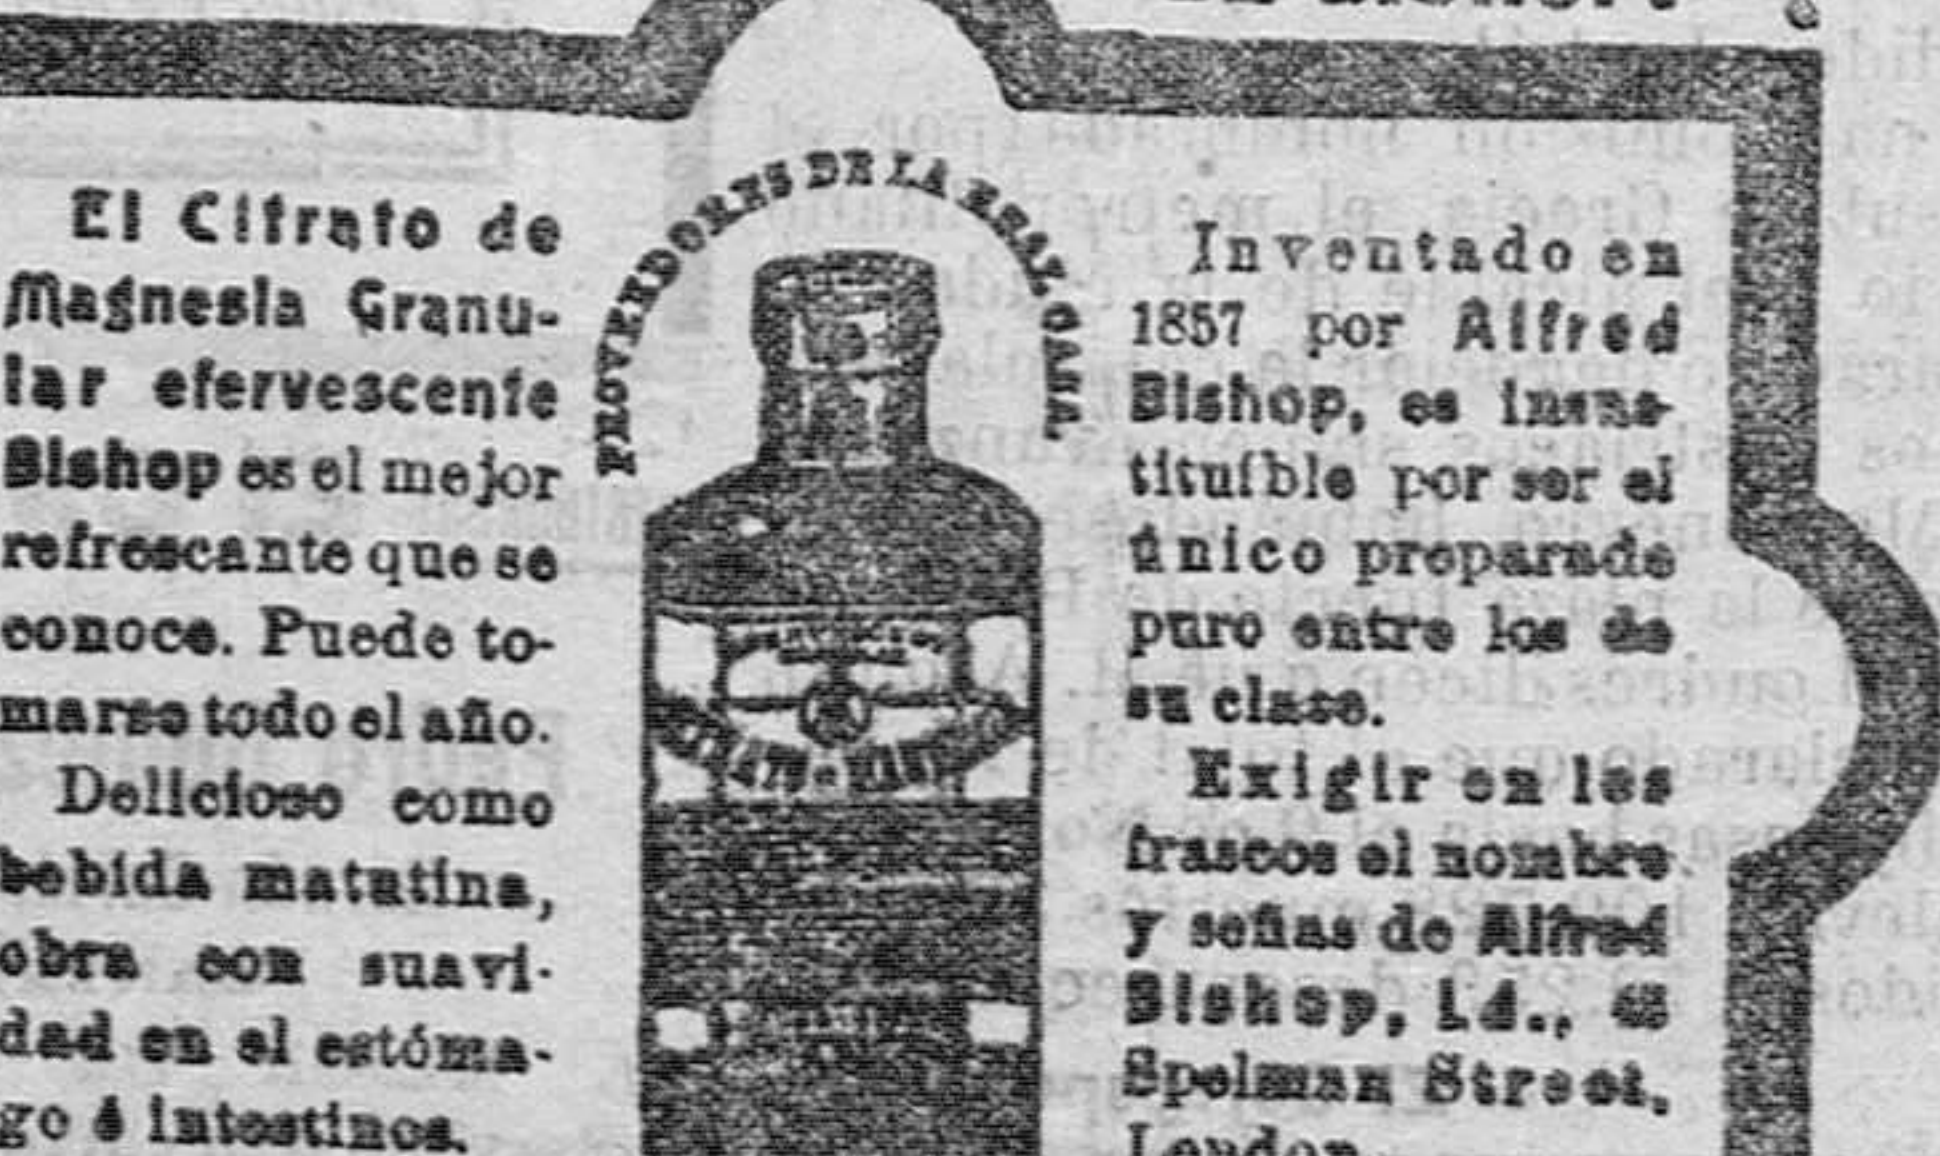 El Citrato de
Magnesia Granu-
lar efervescente
Bishop es el mejor
refrescante que se
conoce. Puede to-
marse todo el año.
Delicioso como
bebida matutina,
obra con suavi-
dad en el estóma-
go é intestinos.
PROVEEDORES DE LA REAL CASA.
Inventado en
1857 por Alfred
Bishop, es insus-
tituíble por ser el
único preparado
puro entre los de
su clase.
Exigir en los
frascos el nombre
y señas de Alfred
Bishop, Ld., 48
Spelman Street,
London